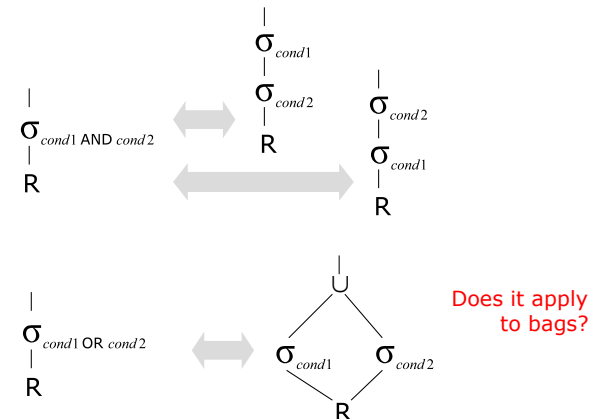 σ cond1 AND cond2
R
σ cond1
σ cond2
R
σ cond2
σ cond1
R
σ cond1 OR cond2
R
∪
σ cond1
σ cond2
R
Does it apply
to bags?